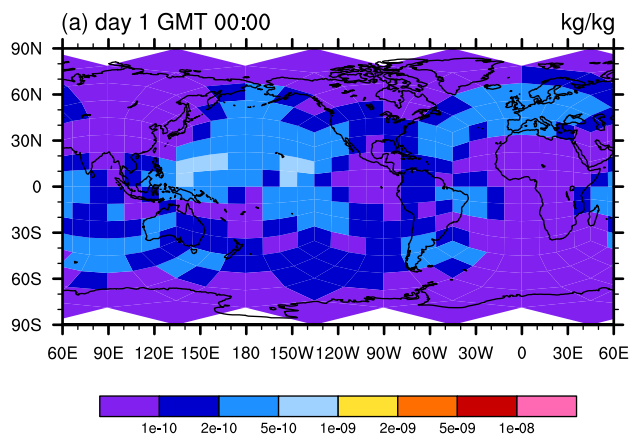 (a) day 1 GMT 00:00 kg/kg
90N
60N
30N
0
30S
60S
90S
60E 90E 120E 150E 180 150W 120W 90W 60W 30W 0 30E 60E
1e-10 2e-10 5e-10 1e-09 2e-09 5e-09 1e-08